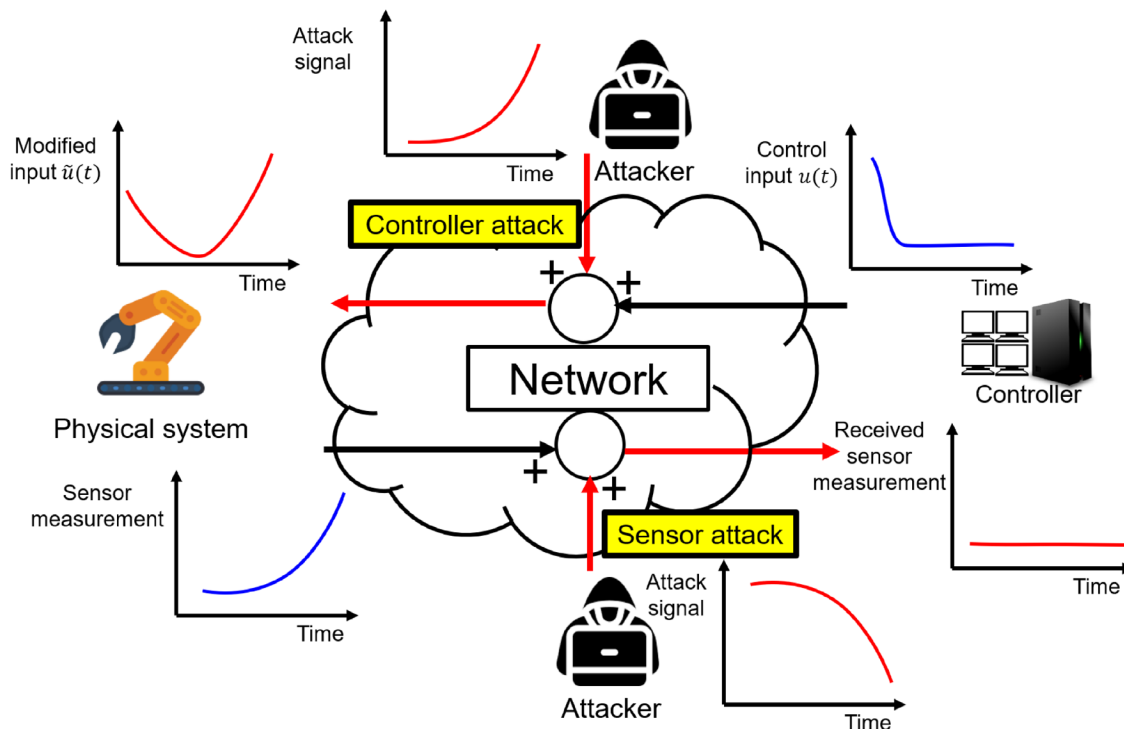 Attack
signal
Time
Attacker
Modified
input ũ(t)
Time
Control
input u(t)
Time
Controller attack
+
+
Network
Physical system
Controller
+
+
Received
sensor
measurement
Time
Sensor
measurement
Time
Sensor attack
Attack
signal
Time
Attacker